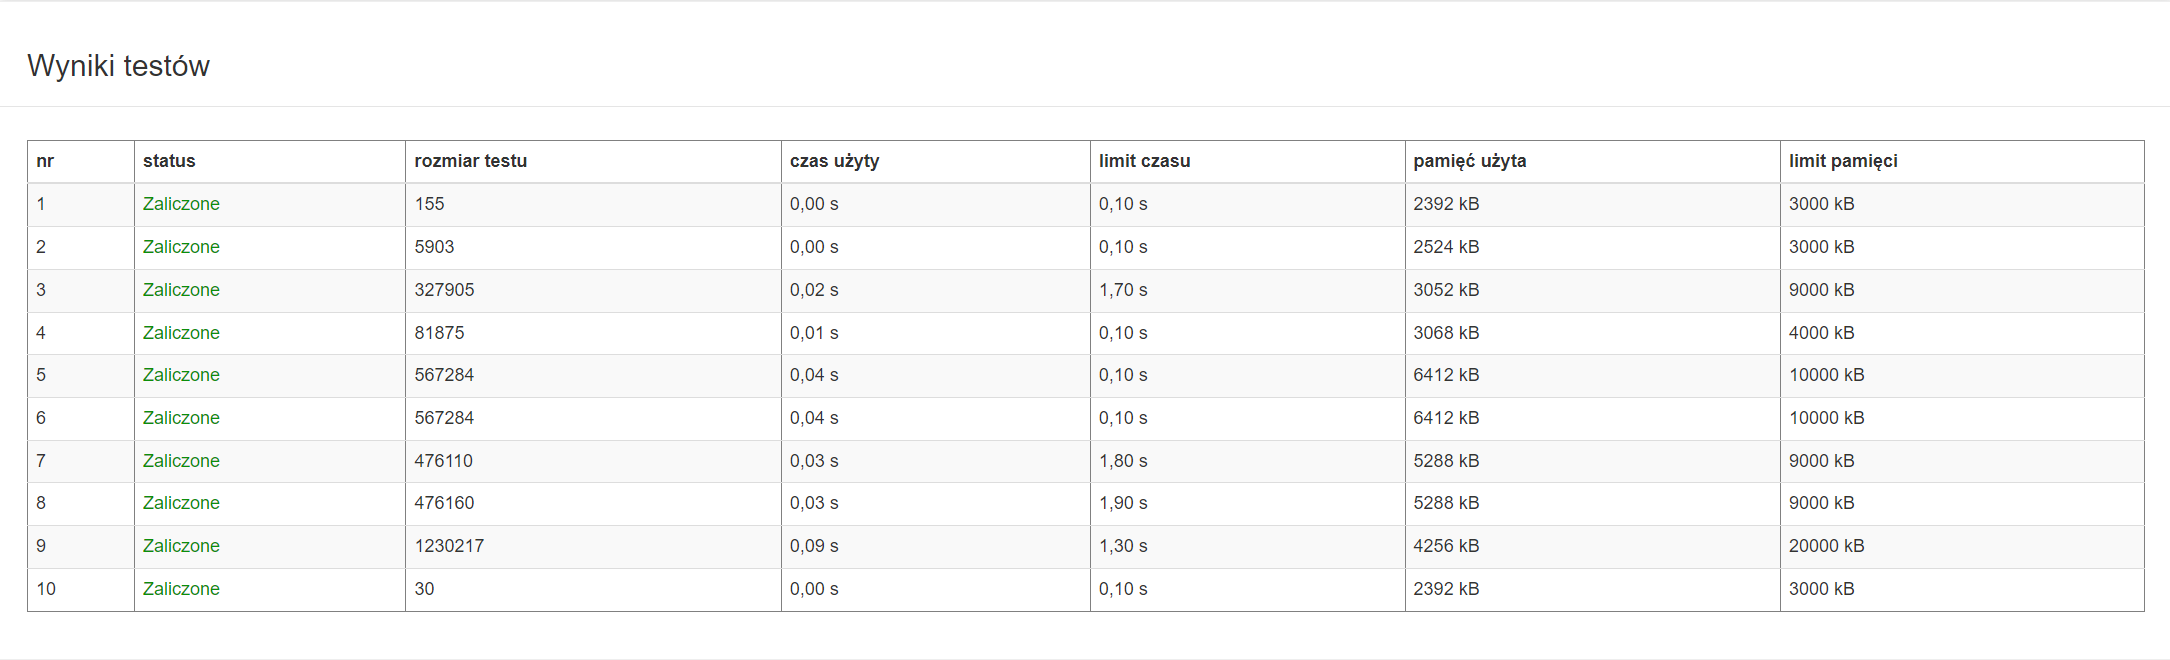 Wyniki testów
nr status rozmiar testu czas użyty limit czasu pamięć użyta limit pamięci
1 Zaliczone 155 0,00 s 0,10 s 2392 kB 3000 kB
2 Zaliczone 5903 0,00 s 0,10 s 2524 kB 3000 kB
3 Zaliczone 327905 0,02 s 1,70 s 3052 kB 9000 kB
4 Zaliczone 81875 0,01 s 0,10 s 3068 kB 4000 kB
5 Zaliczone 567284 0,04 s 0,10 s 6412 kB 10000 kB
6 Zaliczone 567284 0,04 s 0,10 s 6412 kB 10000 kB
7 Zaliczone 476110 0,03 s 1,80 s 5288 kB 9000 kB
8 Zaliczone 476160 0,03 s 1,90 s 5288 kB 9000 kB
9 Zaliczone 1230217 0,09 s 1,30 s 4256 kB 20000 kB
10 Zaliczone 30 0,00 s 0,10 s 2392 kB 3000 kB